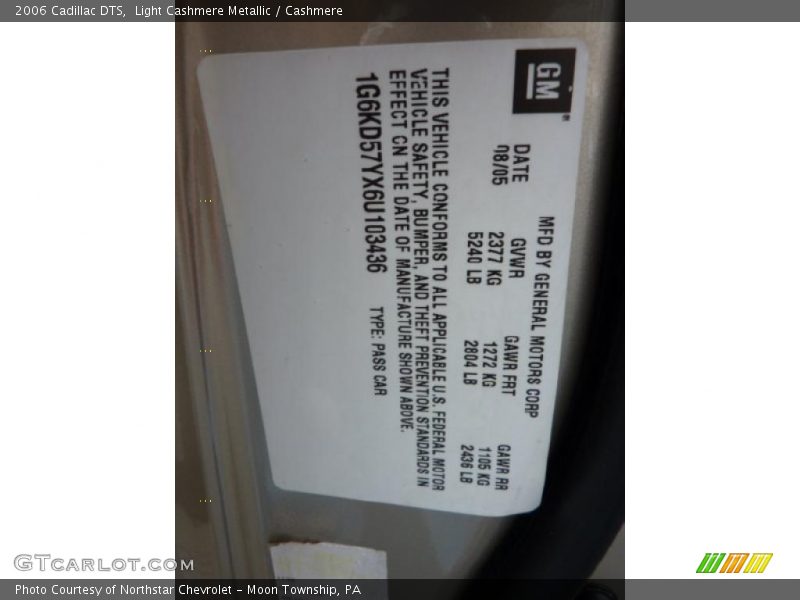 2006 Cadillac DTS,  Light Cashmere Metallic / Cashmere
GM
MFD BY GENERAL MOTORS CORP
DATE GVWR GAWR FRT GAWR RR
08/05 2377 KG 1272 KG 1105 KG
5240 LB 2804 LB 2436 LB
THIS VEHICLE CONFORMS TO ALL APPLICABLE U.S. FEDERAL MOTOR
VEHICLE SAFETY, BUMPER, AND THEFT PREVENTION STANDARDS IN
EFFECT ON THE DATE OF MANUFACTURE SHOWN ABOVE.
1G6KD57YX6U103436 TYPE: PASS CAR
GTcarlot.com
Photo Courtesy of Northstar Chevrolet - Moon Township, PA